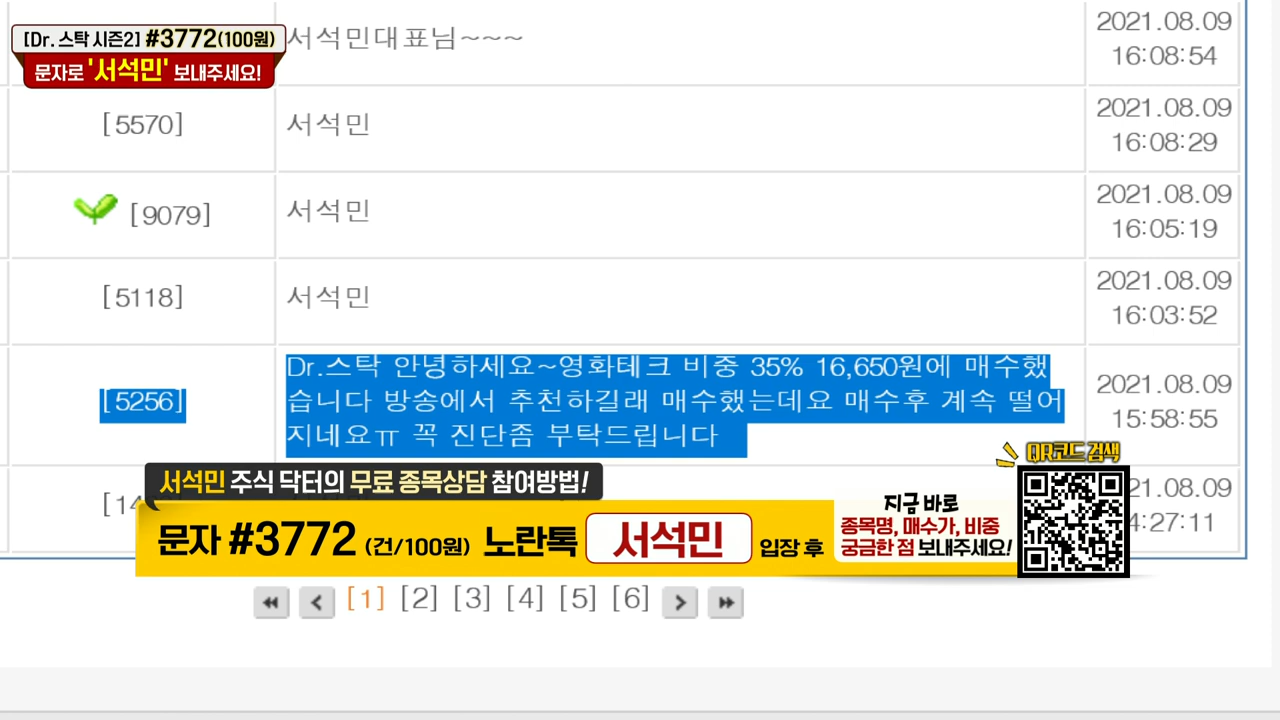 [Dr. 스탁 시즌2] #3772(100원)
문자로 '서석민' 보내주세요!
서석민대표님~~~
2021.08.09
16:08:54
[5570]
서석민
2021.08.09
16:08:29
[9079]
서석민
2021.08.09
16:05:19
[5118]
서석민
2021.08.09
16:03:52
[5256]
Dr.스탁 안녕하세요~영화테크 비중 35% 16,650원에 매수했
습니다 방송에서 추천하길래 매수했는데요 매수후 계속 떨어
지네요ㅠ 꼭 진단좀 부탁드립니다
2021.08.09
15:58:55
서석민 주식 닥터의 무료 종목상담 참여방법!
문자 #3772 (건/100원) 노란톡 서석민 입장 후
지금 바로
종목명, 매수가, 비중
궁금한 점 보내주세요!
QR코드 검색
[1] [2] [3] [4] [5] [6]